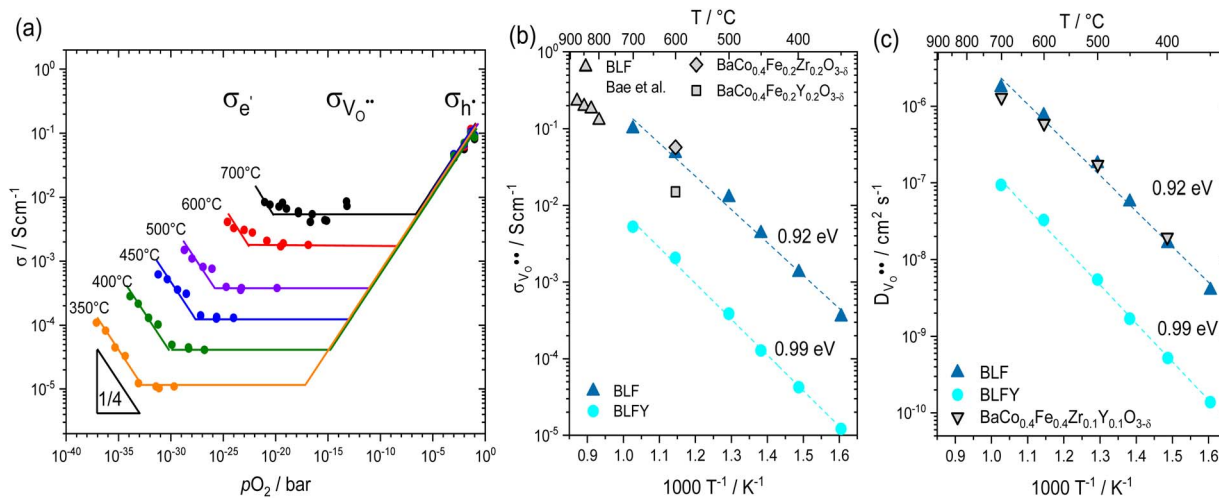 (a)
σ / Scm⁻¹
10⁰
10⁻¹
10⁻²
10⁻³
10⁻⁴
10⁻⁵
σₑ'
σ_Vₒ••
σₕ•
700°C
600°C
500°C
450°C
400°C
350°C
1/4
10⁻⁴⁰ 10⁻³⁵ 10⁻³⁰ 10⁻²⁵ 10⁻²⁰ 10⁻¹⁵ 10⁻¹⁰ 10⁻⁵ 10⁰
pO₂ / bar
(b)
T / °C
900 800 700 600 500 400
σ_Vₒ•• / Scm⁻¹
10⁰
10⁻¹
10⁻²
10⁻³
10⁻⁴
10⁻⁵
BLF
Bae et al.
BaCo₀.₄Fe₀.₂Zr₀.₂O₃₋δ
BaCo₀.₄Fe₀.₂Y₀.₂O₃₋δ
0.92 eV
0.99 eV
BLF
BLFY
0.9 1.0 1.1 1.2 1.3 1.4 1.5 1.6
1000 T⁻¹ / K⁻¹
(c)
T / °C
900 800 700 600 500 400
D_Vₒ•• / cm² s⁻¹
10⁻⁶
10⁻⁷
10⁻⁸
10⁻⁹
10⁻¹⁰
0.92 eV
0.99 eV
BLF
BLFY
BaCo₀.₄Fe₀.₄Zr₀.₁Y₀.₁O₃₋δ
0.9 1.0 1.1 1.2 1.3 1.4 1.5 1.6
1000 T⁻¹ / K⁻¹